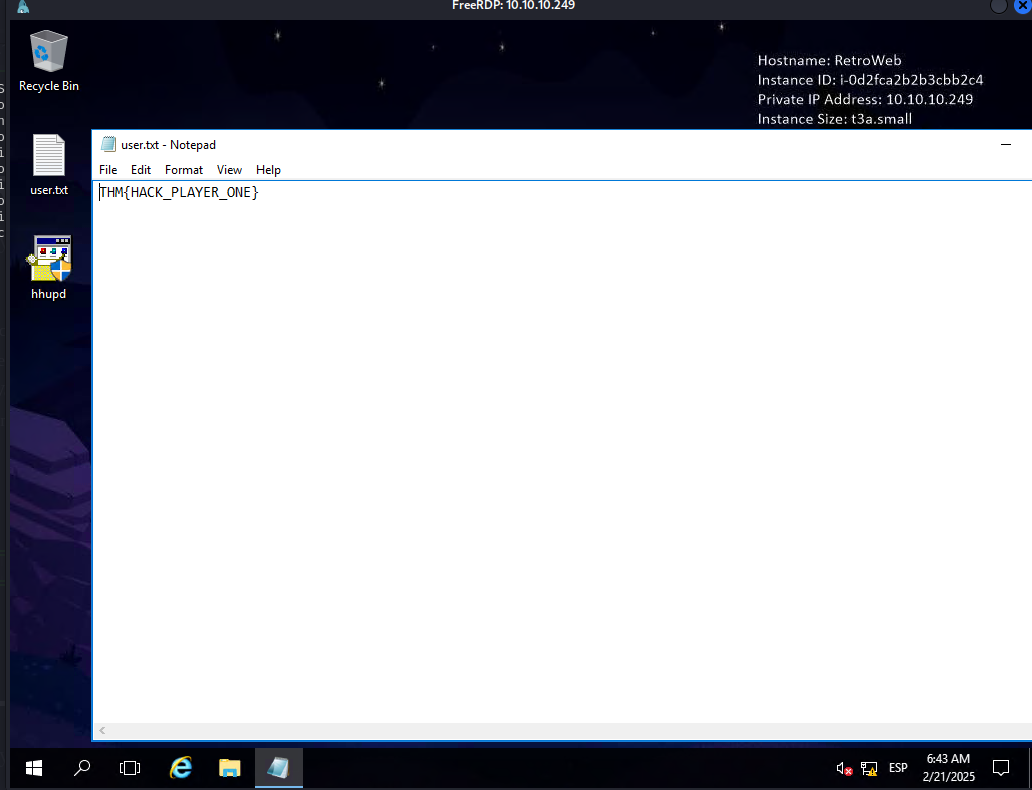 FreeRDP: 10.10.10.249
Recycle Bin
Hostname: RetroWeb
Instance ID: i-0d2fca2b2b3cbb2c4
Private IP Address: 10.10.10.249
Instance Size: t3a.small
user.txt
user.txt - Notepad
File Edit Format View Help
THM{HACK_PLAYER_ONE}
hhupd
ESP
6:43 AM
2/21/2025